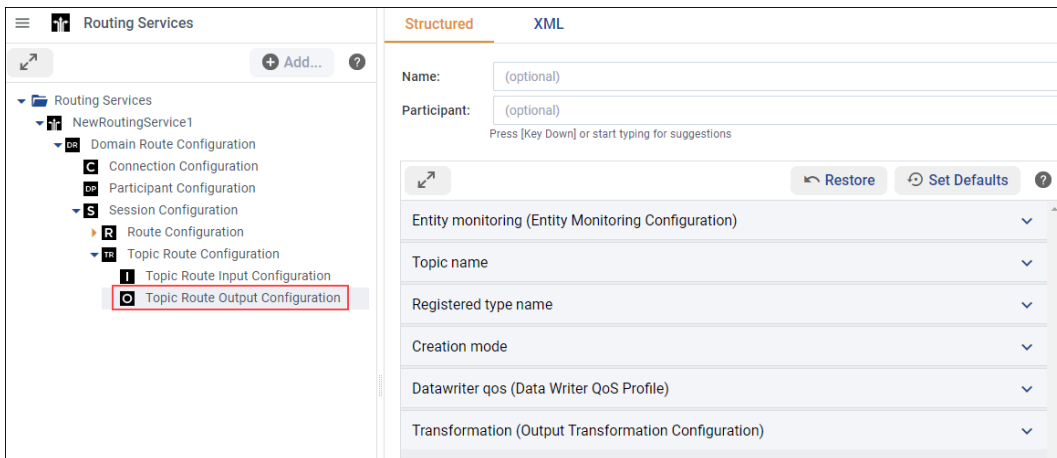 Routing Services
Add...
Routing Services
NewRoutingService1
DR Domain Route Configuration
C Connection Configuration
DP Participant Configuration
S Session Configuration
R Route Configuration
TR Topic Route Configuration
I Topic Route Input Configuration
O Topic Route Output Configuration
Structured XML
Name: (optional)
Participant: (optional)
Press [Key Down] or start typing for suggestions
Restore Set Defaults
Entity monitoring (Entity Monitoring Configuration)
Topic name
Registered type name
Creation mode
Datawriter qos (Data Writer QoS Profile)
Transformation (Output Transformation Configuration)